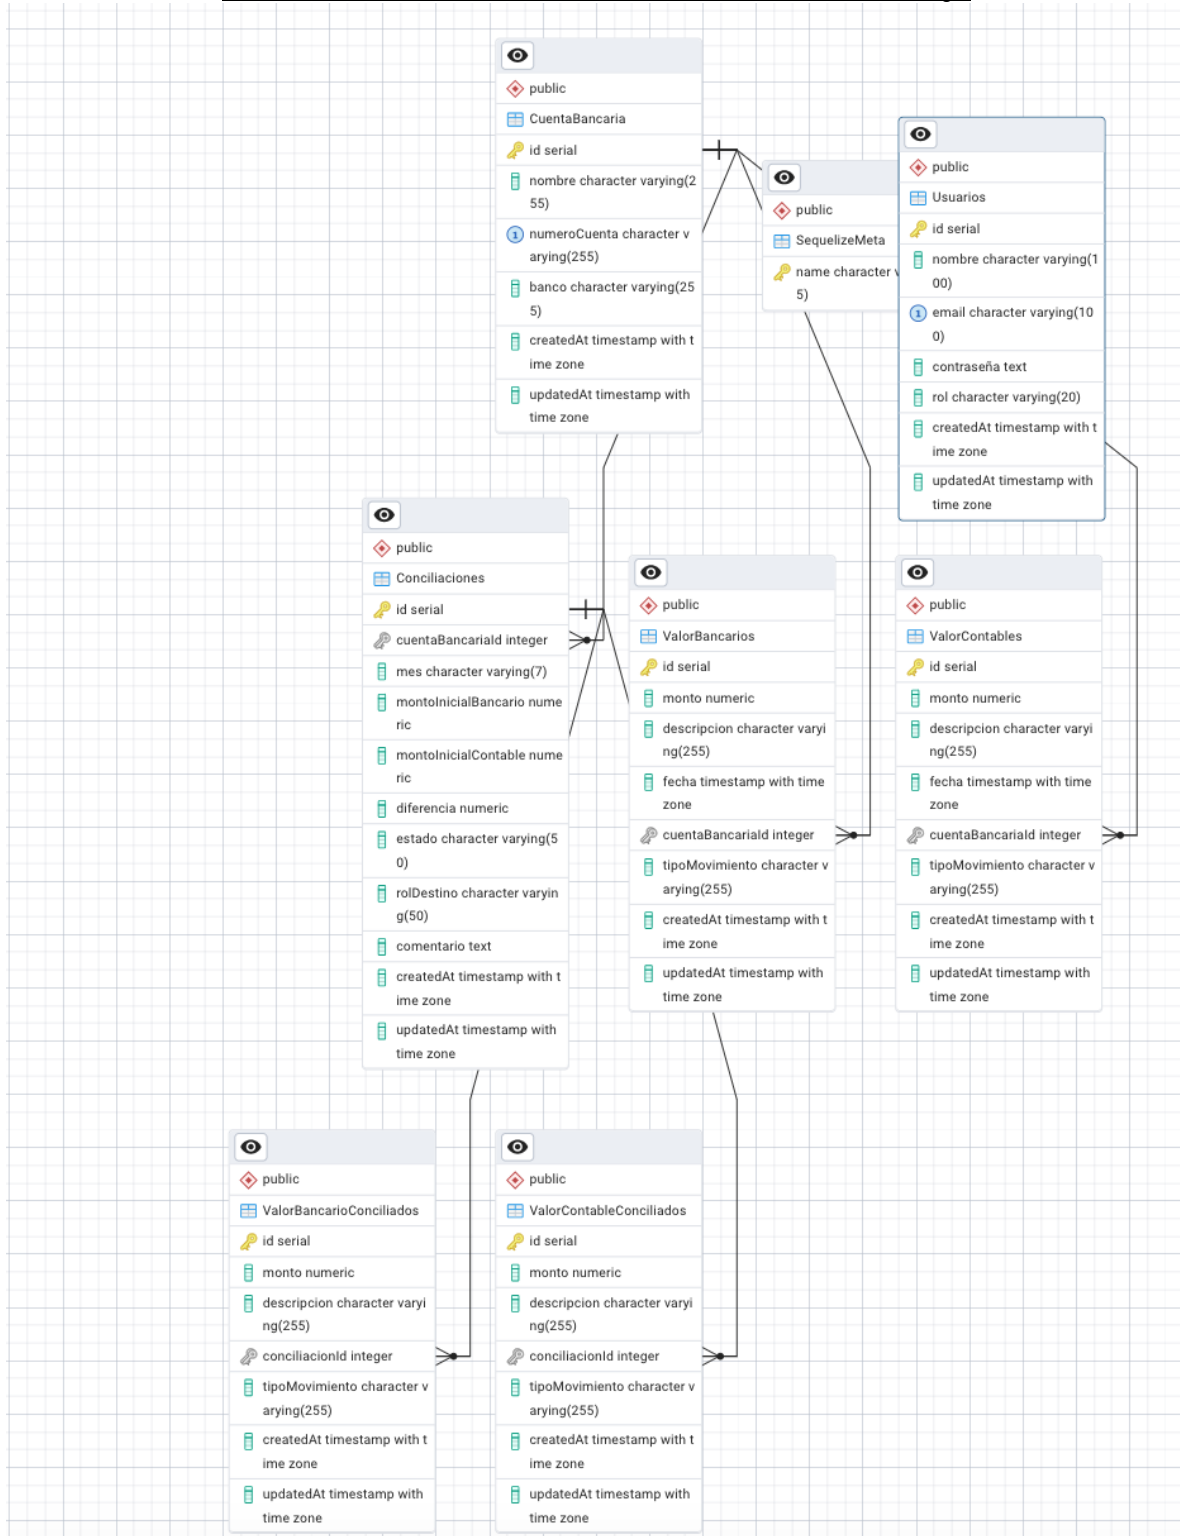 public
CuentaBancaria
id serial
nombre character varying(2
55)
numeroCuenta character v
arying(255)
banco character varying(25
5)
createdAt timestamp with t
ime zone
updatedAt timestamp with
time zone
public
SequelizeMeta
name character v
5)
public
Usuarios
id serial
nombre character varying(1
00)
1
email character varying(10
0)
contraseña text
rol character varying(20)
createdAt timestamp with t
ime zone
updatedAt timestamp with
time zone
public
Conciliaciones
id serial
cuentaBancariaId integer
mes character varying(7)
montoInicialBancario nume
ric
montoInicialContable nume
ric
diferencia numeric
estado character varying(5
0)
rolDestino character varyin
g(50)
comentario text
createdAt timestamp with t
ime zone
updatedAt timestamp with
time zone
public
ValorBancarios
id serial
monto numeric
descripcion character varyi
ng(255)
fecha timestamp with time
zone
cuentaBancariaId integer
tipoMovimiento character v
arying(255)
createdAt timestamp with t
ime zone
updatedAt timestamp with
time zone
public
ValorContables
id serial
monto numeric
descripcion character varyi
ng(255)
fecha timestamp with time
zone
cuentaBancariaId integer
tipoMovimiento character v
arying(255)
createdAt timestamp with t
ime zone
updatedAt timestamp with
time zone
public
ValorBancarioConciliados
id serial
monto numeric
descripcion character varyi
ng(255)
conciliacionId integer
tipoMovimiento character v
arying(255)
createdAt timestamp with t
ime zone
updatedAt timestamp with
time zone
public
ValorContableConciliados
id serial
monto numeric
descripcion character varyi
ng(255)
conciliacionId integer
tipoMovimiento character v
arying(255)
createdAt timestamp with t
ime zone
updatedAt timestamp with
time zone